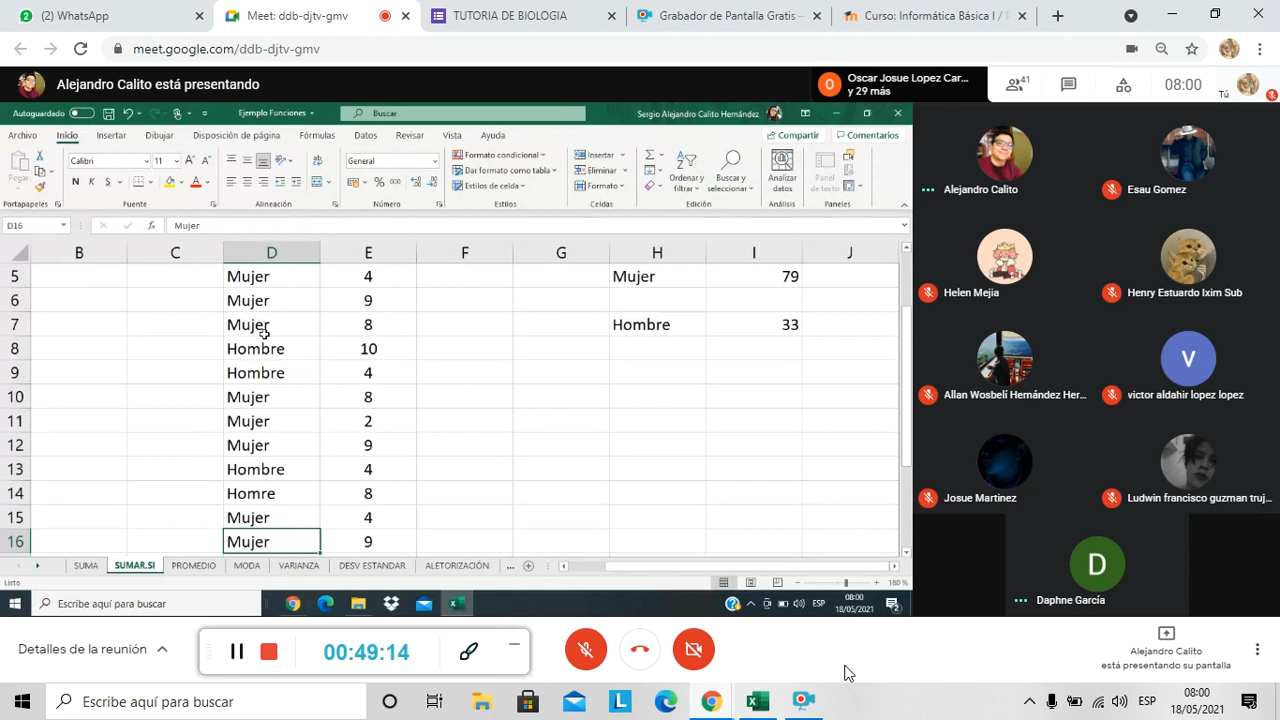 (2) WhatsApp
Meet: ddb-djtv-gmv
TUTORIA DE BIOLOGIA
Grabador de Pantalla Gratis –
Curso: Informática Básica I /
meet.google.com/ddb-djtv-gmv
Alejandro Calito está presentando
O
Oscar Josue Lopez Car...
y 29 más
41
08:00
Tú
Autoguardado
Ejemplo Funciones
Buscar
Sergio Alejandro Calito Hernández
Archivo Inicio Insertar Dibujar Disposición de página Fórmulas Datos Revisar Vista Ayuda
Compartir Comentarios
Pegar
Calibri 11
N K S
General
Formato condicional
Dar formato como tabla
Estilos de celda
Insertar
Eliminar
Formato
Ordenar y filtrar
Buscar y seleccionar
Analizar datos
Panel de texto
Portapapeles Fuente Alineación Número Estilos Celdas Edición Análisis Paneles
D16 fx Mujer
B C D E F G H I J
5 Mujer 4 Mujer 79
6 Mujer 9
7 Mujer 8 Hombre 33
8 Hombre 10
9 Hombre 4
10 Mujer 8
11 Mujer 2
12 Mujer 9
13 Hombre 4
14 Homre 8
15 Mujer 4
16 Mujer 9
SUMA SUMAR.SI PROMEDIO MODA VARIANZA DESV ESTANDAR ALETORIZACIÓN ...
Listo
180 %
Escribe aquí para buscar
ESP
08:00
18/05/2021
2
Alejandro Calito
Esau Gomez
Helen Mejia
Henry Estuardo Ixim Sub
Allan Wosbelí Hernández Her...
V
victor aldahir lopez lopez
Josue Martinez
Ludwin francisco guzman truj...
D
Daphne García
Detalles de la reunión
00:49:14
Alejandro Calito
está presentando su pantalla
Escribe aquí para buscar
L
ESP
08:00
18/05/2021